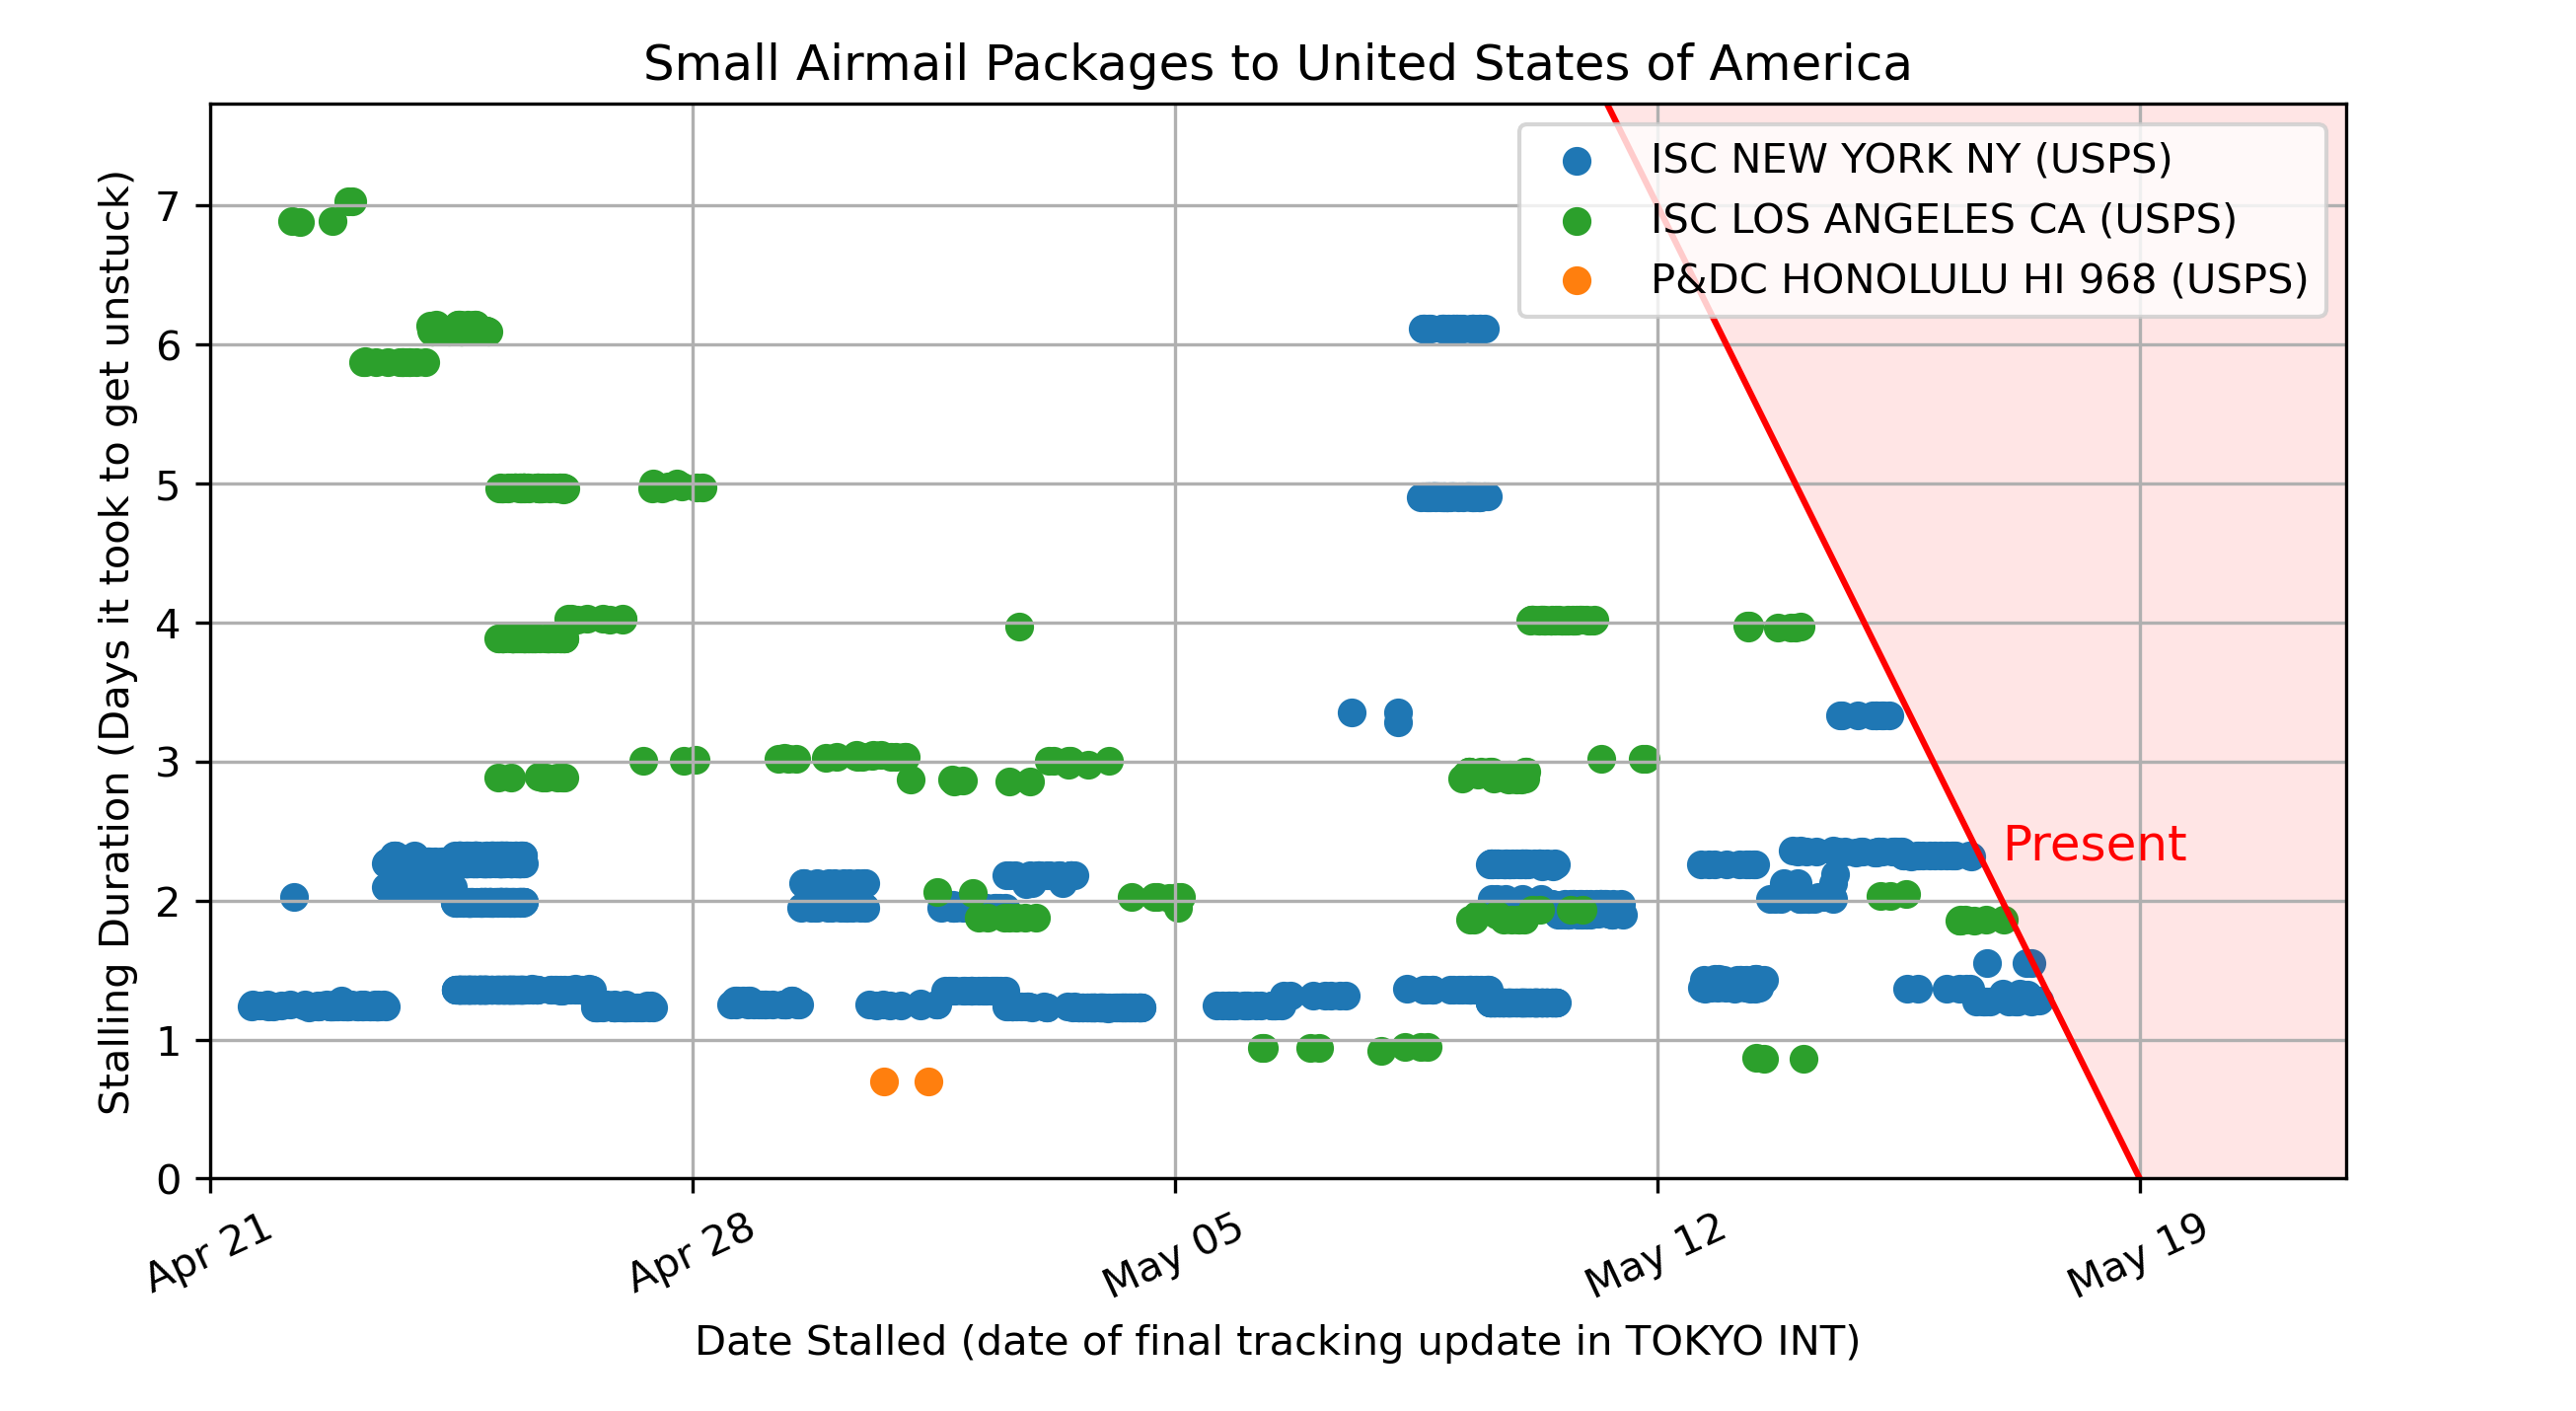 Small Airmail Packages to United States of America
ISC NEW YORK NY (USPS)
ISC LOS ANGELES CA (USPS)
P&DC HONOLULU HI 968 (USPS)
Present
Stalling Duration (Days it took to get unstuck)
7
6
5
4
3
2
1
0
Apr 21
Apr 28
May 05
May 12
May 19
Date Stalled (date of final tracking update in TOKYO INT)